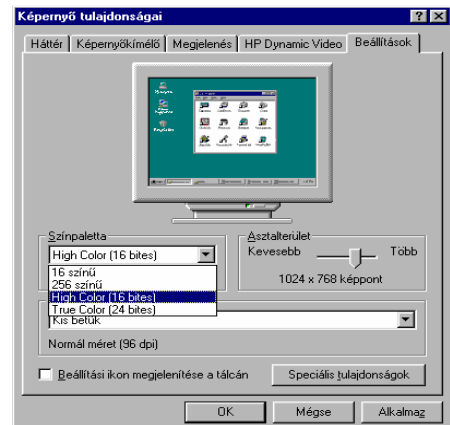 Képernyő tulajdonságai
Háttér Képernyőkímélő Megjelenés HP Dynamic Video Beállítások
Színpaletta
High Color (16 bites)
16 színű
256 színű
High Color (16 bites)
True Color (24 bites)
Asztalterület
Kevesebb Több
1024 x 768 képpont
Kis betűk
Normál méret (96 dpi)
Beállítási ikon megjelenítése a tálcán
Speciális tulajdonságok
OK Mégse Alkalmaz